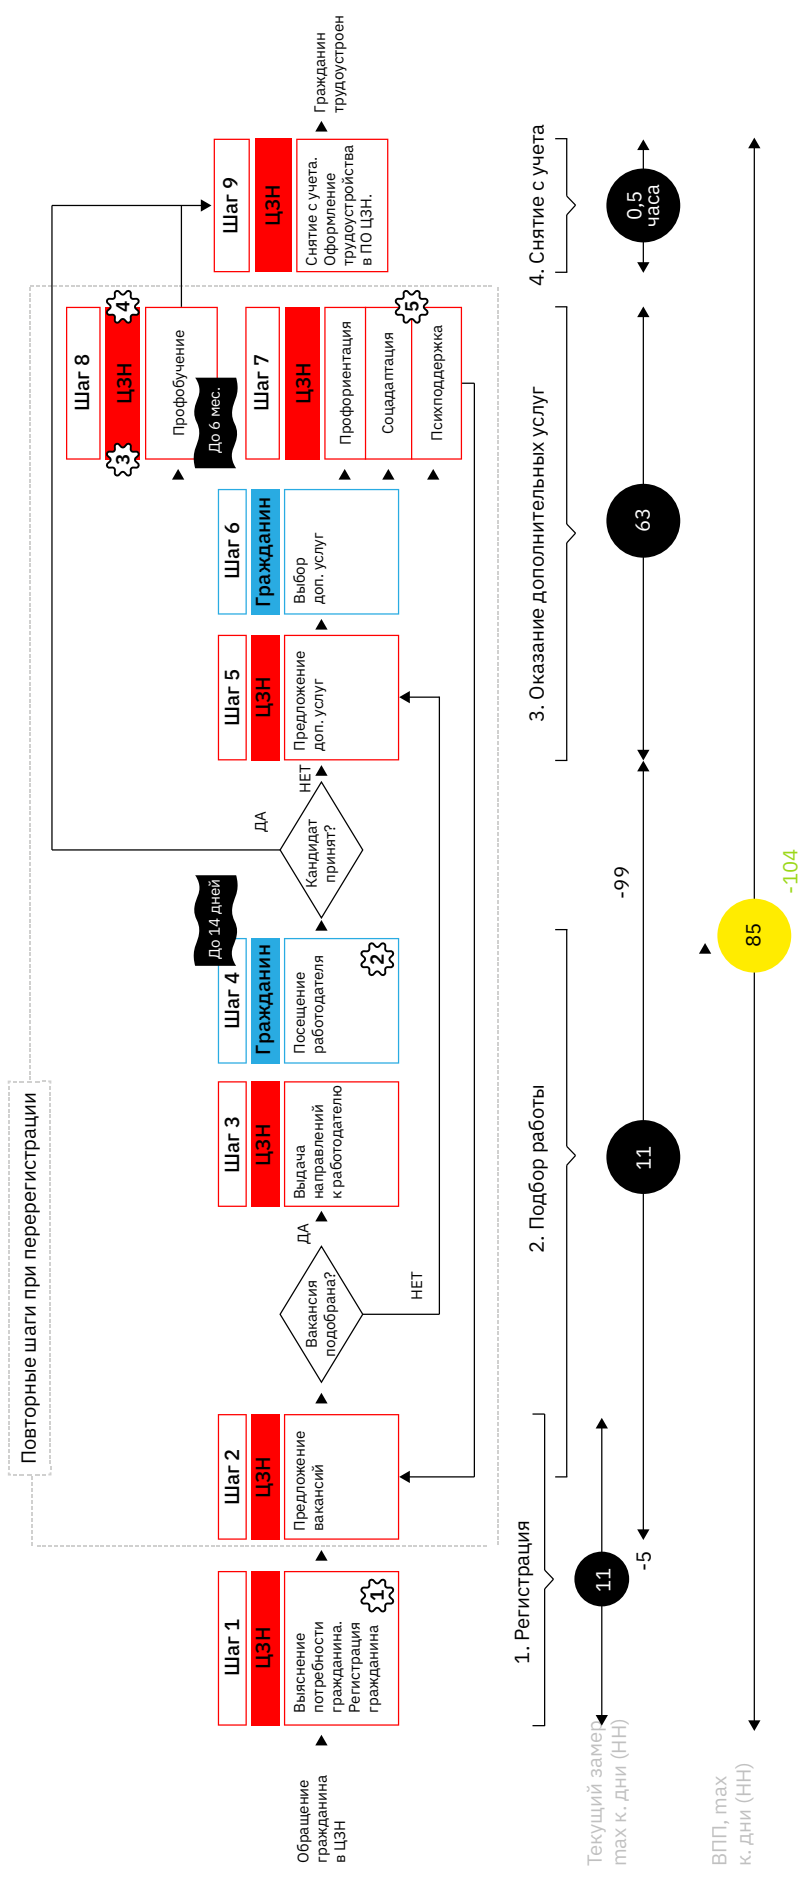 Повторные шаги при перерегистрации
Обращение
гражданина
в ЦЗН
Шаг 1
ЦЗН
Выяснение
потребности
гражданина.
Регистрация
гражданина
1
Шаг 2
ЦЗН
Предложение
вакансий
Вакансия
подобрана?
ДА
НЕТ
Шаг 3
ЦЗН
Выдача
направлений
к работодателю
До 14 дней
Шаг 4
Гражданин
Посещение
работодателя
2
Кандидат
принят?
ДА
НЕТ
Шаг 5
ЦЗН
Предложение
доп. услуг
Шаг 6
Гражданин
Выбор
доп. услуг
Шаг 8
ЦЗН
3
4
Профобучение
До 6 мес.
Шаг 7
ЦЗН
Профориентация
Соцадаптация
Психподдержка
5
Шаг 9
ЦЗН
Снятие с учета.
Оформление
трудоустройства
в ПО ЦЗН.
Гражданин
трудоустроен
1. Регистрация
2. Подбор работы
3. Оказание дополнительных услуг
4. Снятие с учета
Текущий замер
max к. дни (НН)
11
-5
11
-99
63
0,5
часа
ВПП, max
к. дни (НН)
85
-104